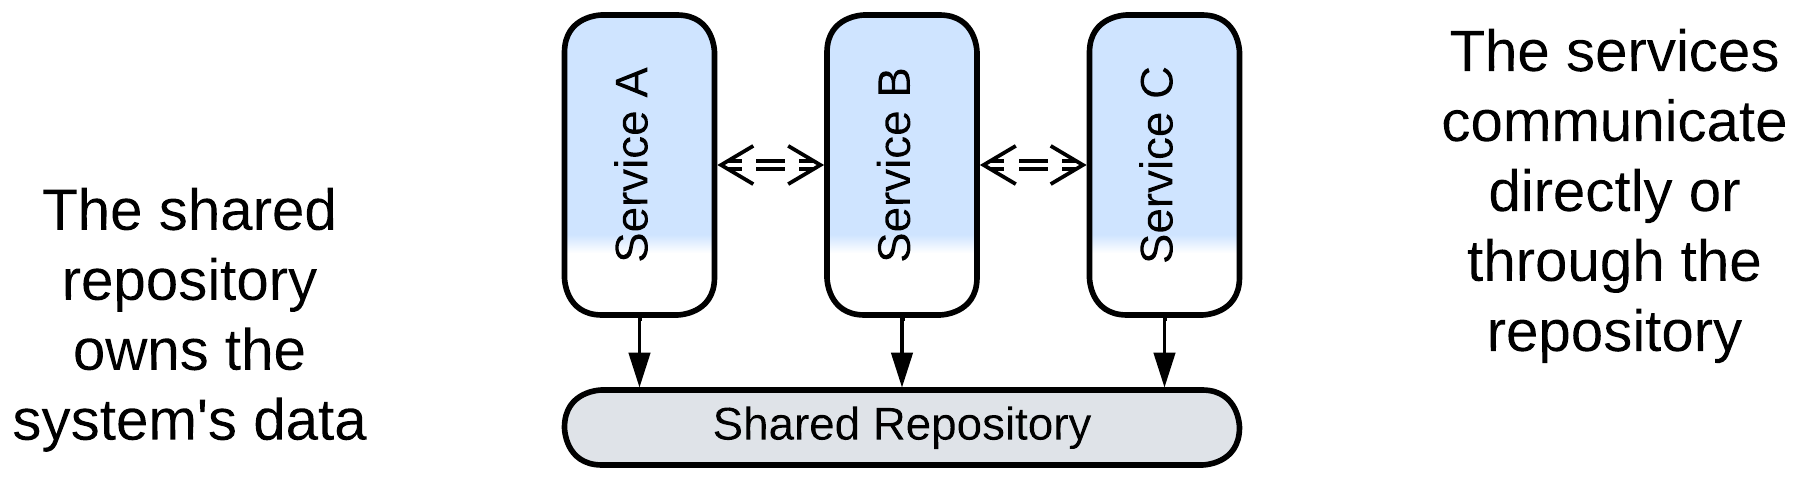 The shared
repository
owns the
system's data
Service A
Service B
Service C
Shared Repository
The services
communicate
directly or
through the
repository